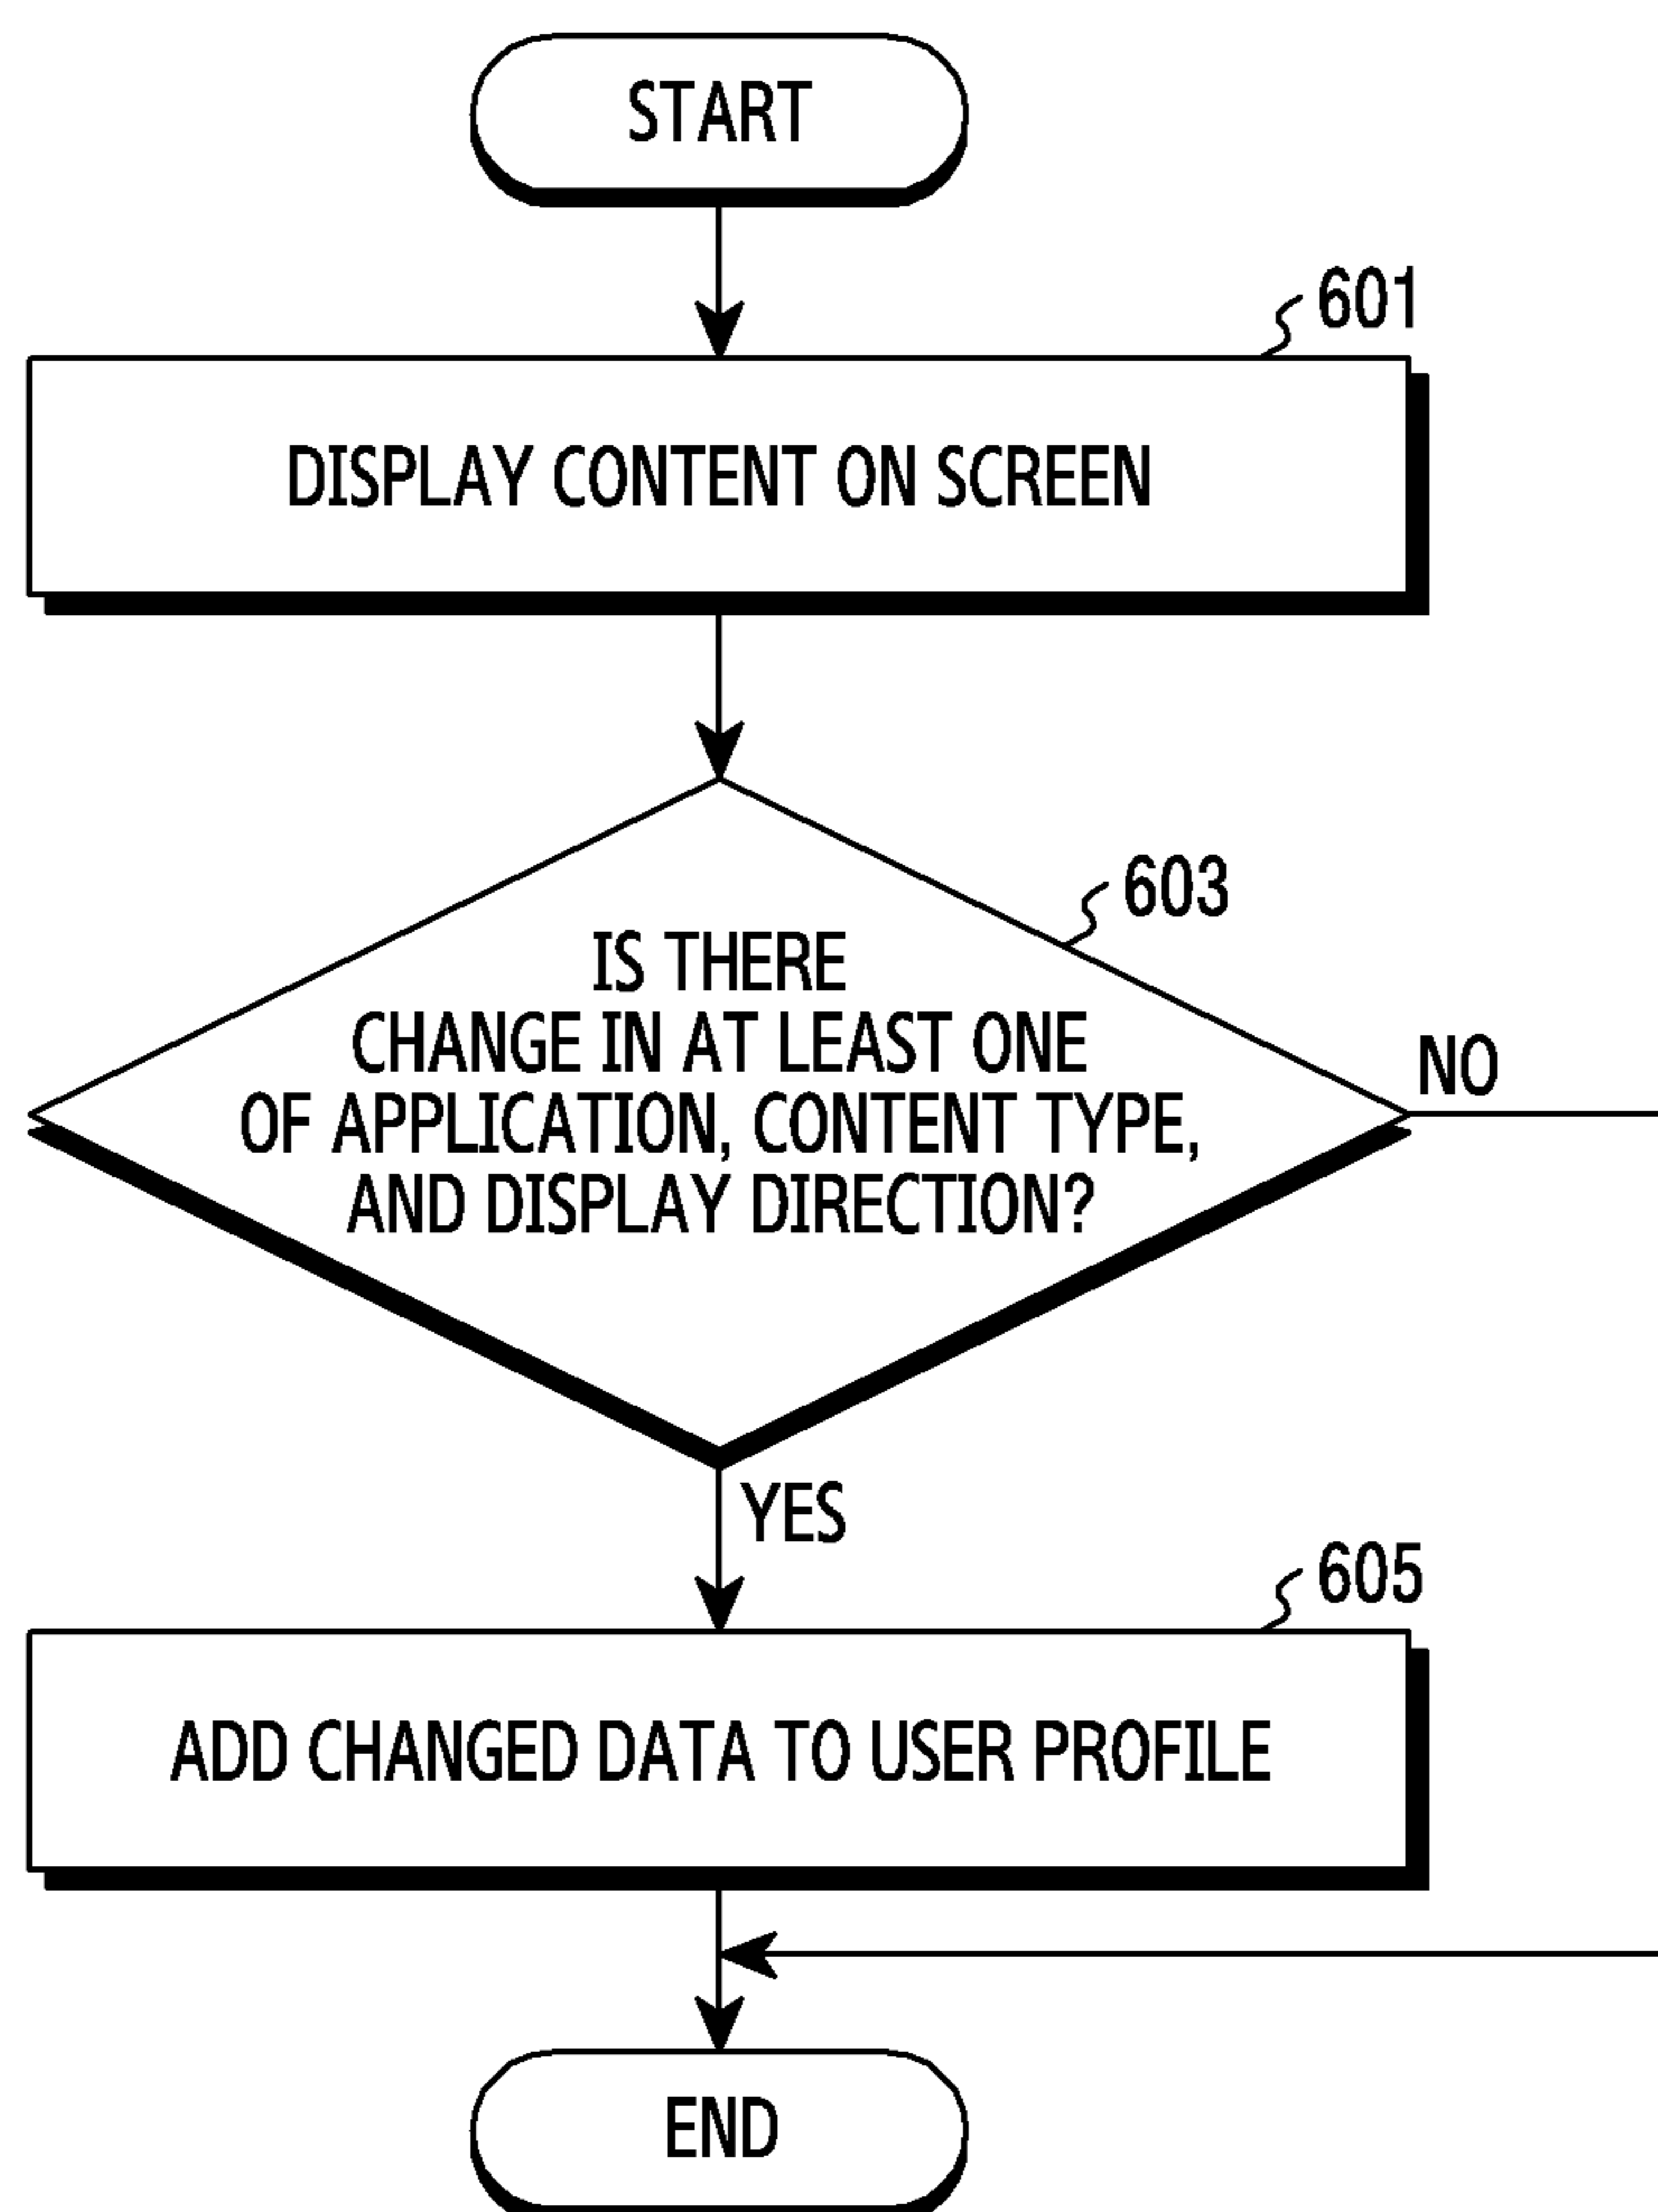 START
601
DISPLAY CONTENT ON SCREEN
603
IS THERE
CHANGE IN AT LEAST ONE
OF APPLICATION, CONTENT TYPE,
AND DISPLAY DIRECTION?
NO
YES
605
ADD CHANGED DATA TO USER PROFILE
END